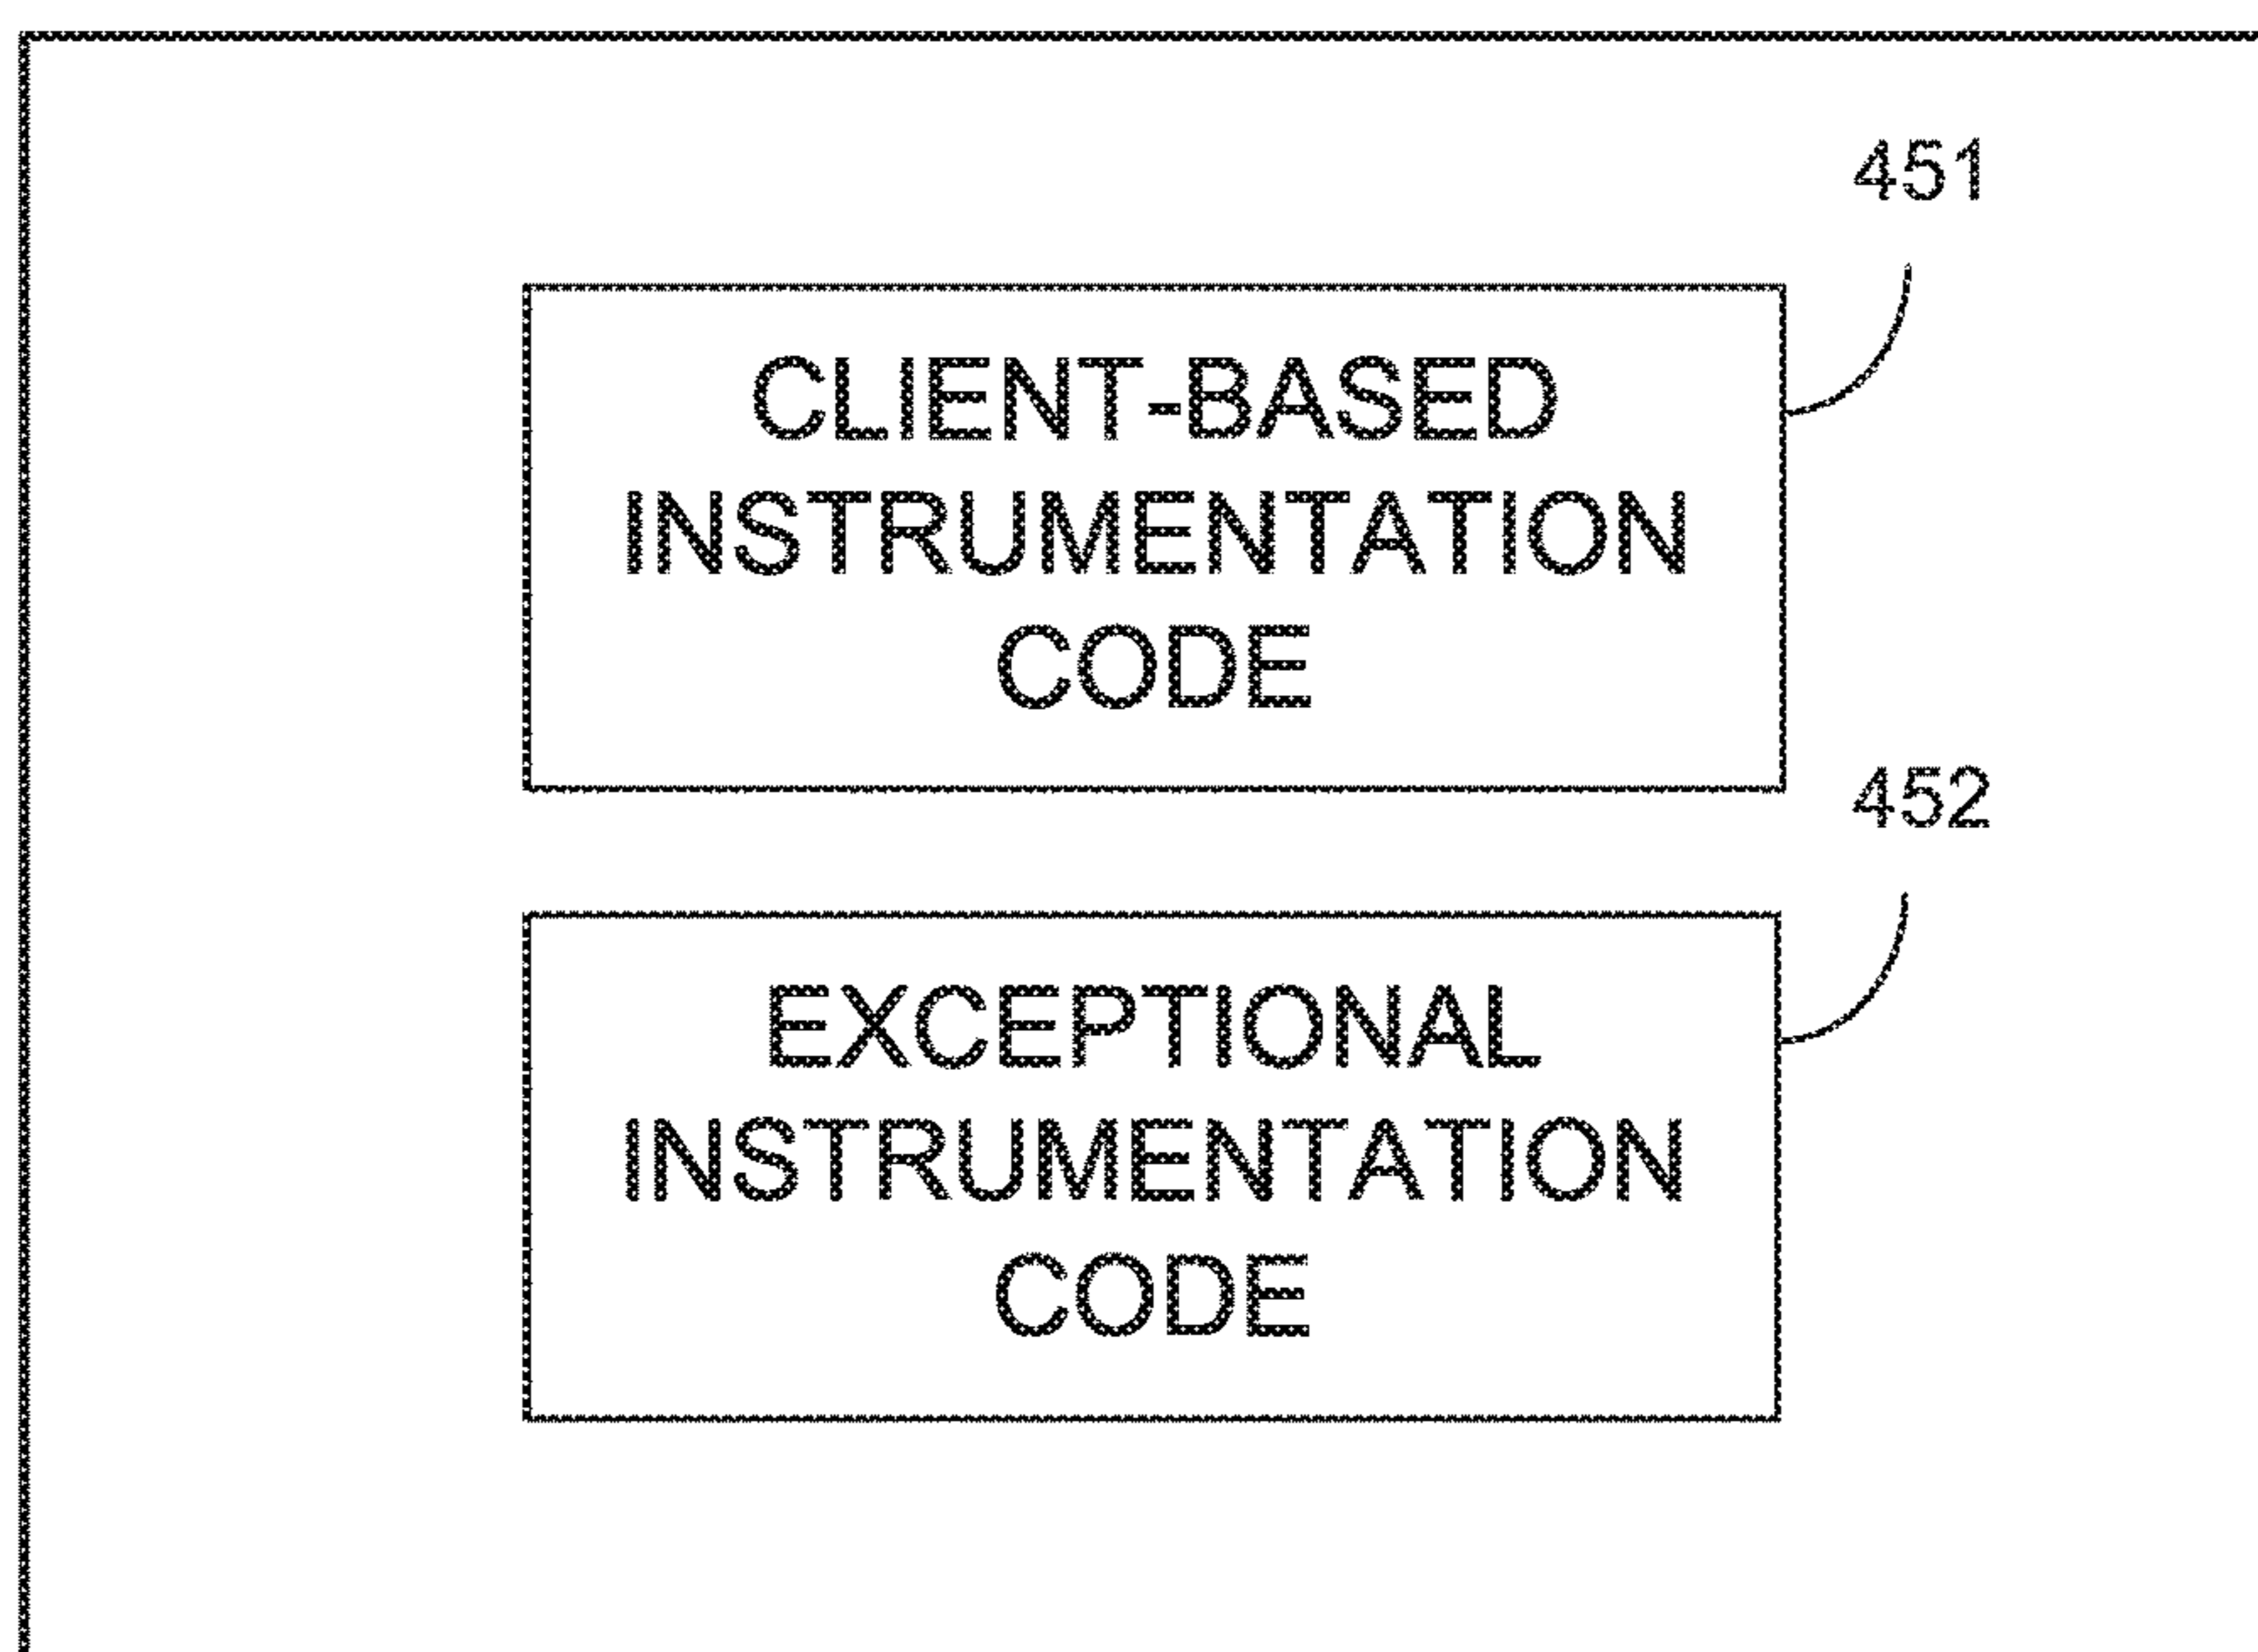 451
CLIENT-BASED
INSTRUMENTATION
CODE
452
EXCEPTIONAL
INSTRUMENTATION
CODE